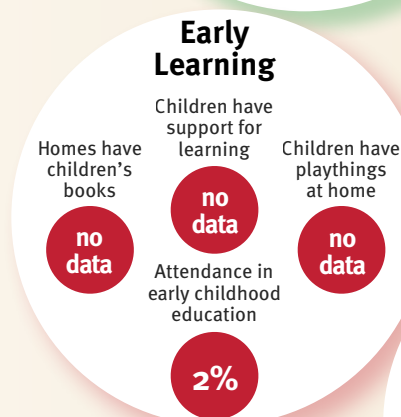 Early
Learning
Children have
support for
learning
no
data
Homes have
children's
books
no
data
Children have
playthings
at home
no
data
Attendance in
early childhood
education
2%